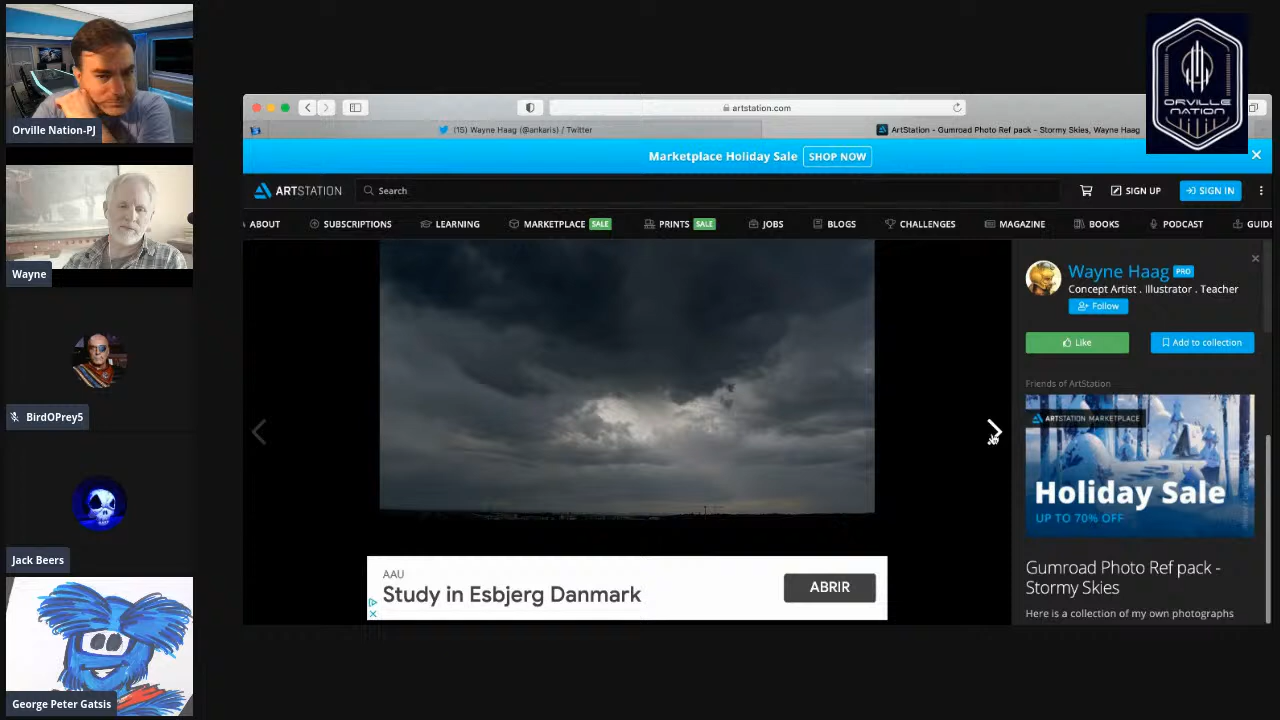 Orville Nation-PJ
Wayne
BirdOPrey5
Jack Beers
George Peter Gatsis
ORVILLE
NATION
artstation.com
(15) Wayne Haag (@ankaris) / Twitter
ArtStation - Gumroad Photo Ref pack - Stormy Skies, Wayne Haag
Marketplace Holiday Sale SHOP NOW
ARTSTATION Search SIGN UP SIGN IN
ABOUT SUBSCRIPTIONS LEARNING MARKETPLACE SALE PRINTS SALE JOBS BLOGS CHALLENGES MAGAZINE BOOKS PODCAST GUIDE
Wayne Haag PRO
Concept Artist . Illustrator . Teacher
Follow
Like Add to collection
Friends of ArtStation
ARTSTATION MARKETPLACE
Holiday Sale
UP TO 70% OFF
Gumroad Photo Ref pack -
Stormy Skies
Here is a collection of my own photographs
AAU
Study in Esbjerg Danmark
ABRIR